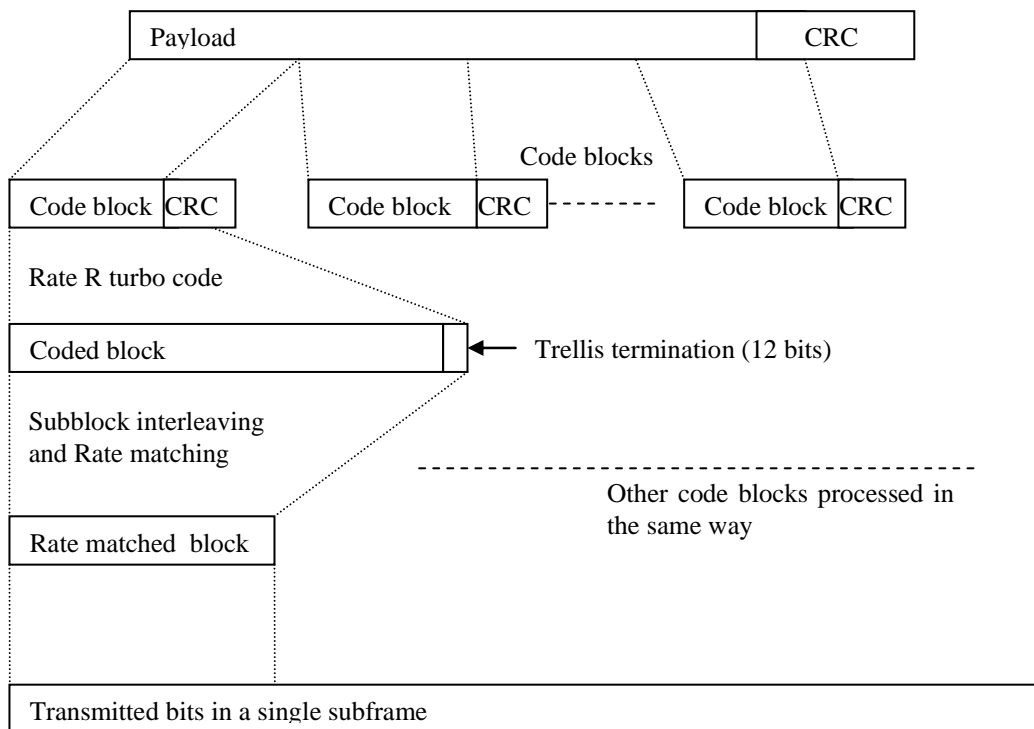 Payload CRC
Code blocks
Code block CRC Code block CRC Code block CRC
Rate R turbo code
Coded block
Trellis termination (12 bits)
Subblock interleaving
and Rate matching
Other code blocks processed in
the same way
Rate matched block
Transmitted bits in a single subframe